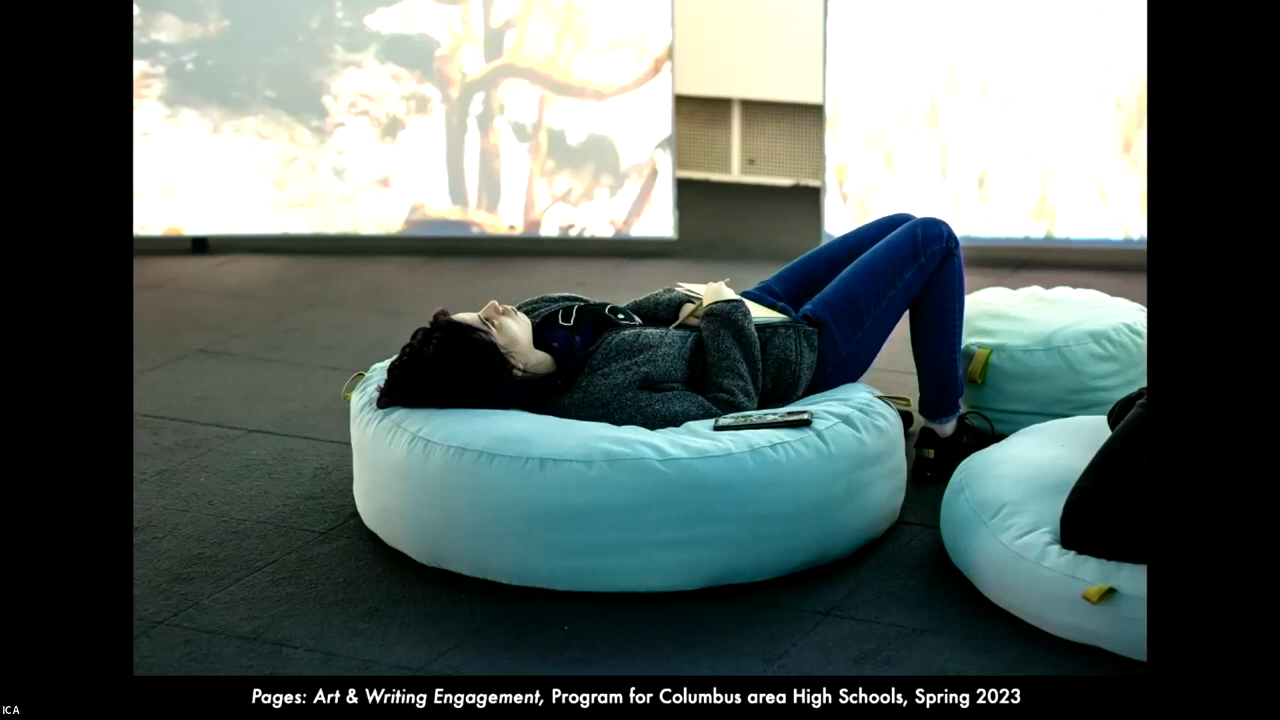 Pages: Art & Writing Engagement, Program for Columbus area High Schools, Spring 2023
ICA